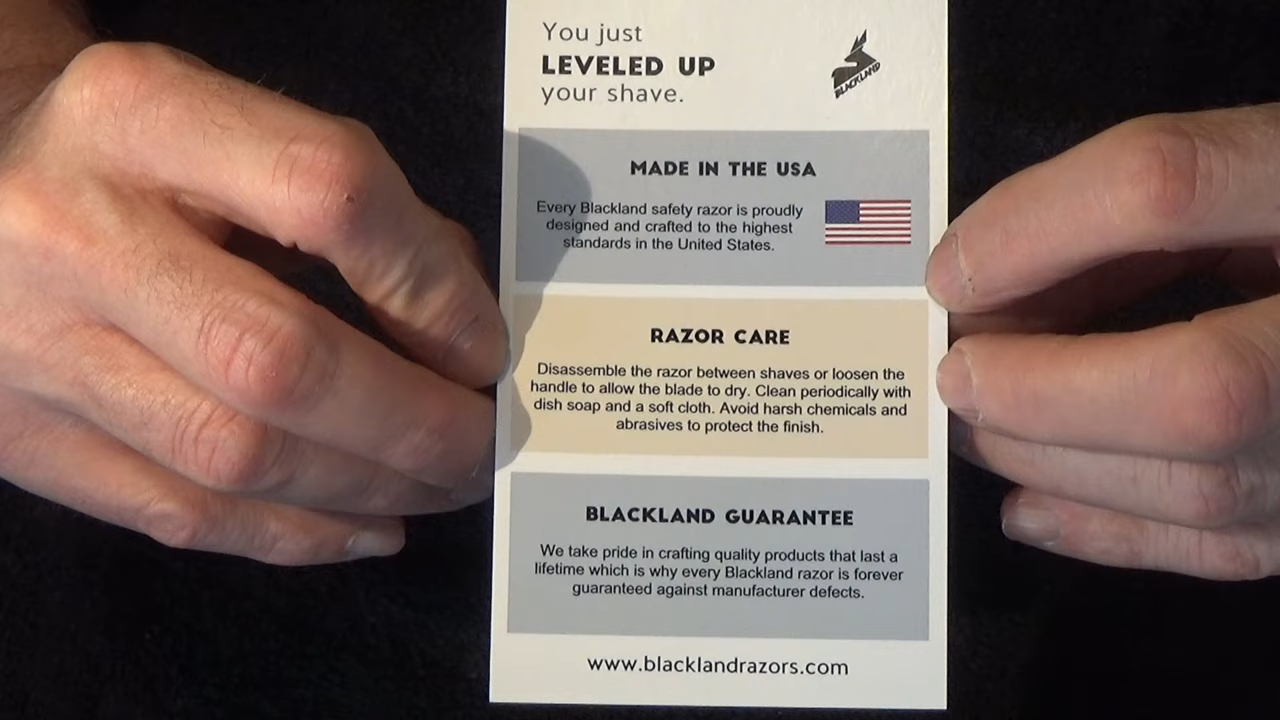 You just
LEVELED UP
your shave.
BLACKLAND
MADE IN THE USA
Every Blackland safety razor is proudly
designed and crafted to the highest
standards in the United States.
RAZOR CARE
Disassemble the razor between shaves or loosen the
handle to allow the blade to dry. Clean periodically with
dish soap and a soft cloth. Avoid harsh chemicals and
abrasives to protect the finish.
BLACKLAND GUARANTEE
We take pride in crafting quality products that last a
lifetime which is why every Blackland razor is forever
guaranteed against manufacturer defects.
www.blacklandrazors.com